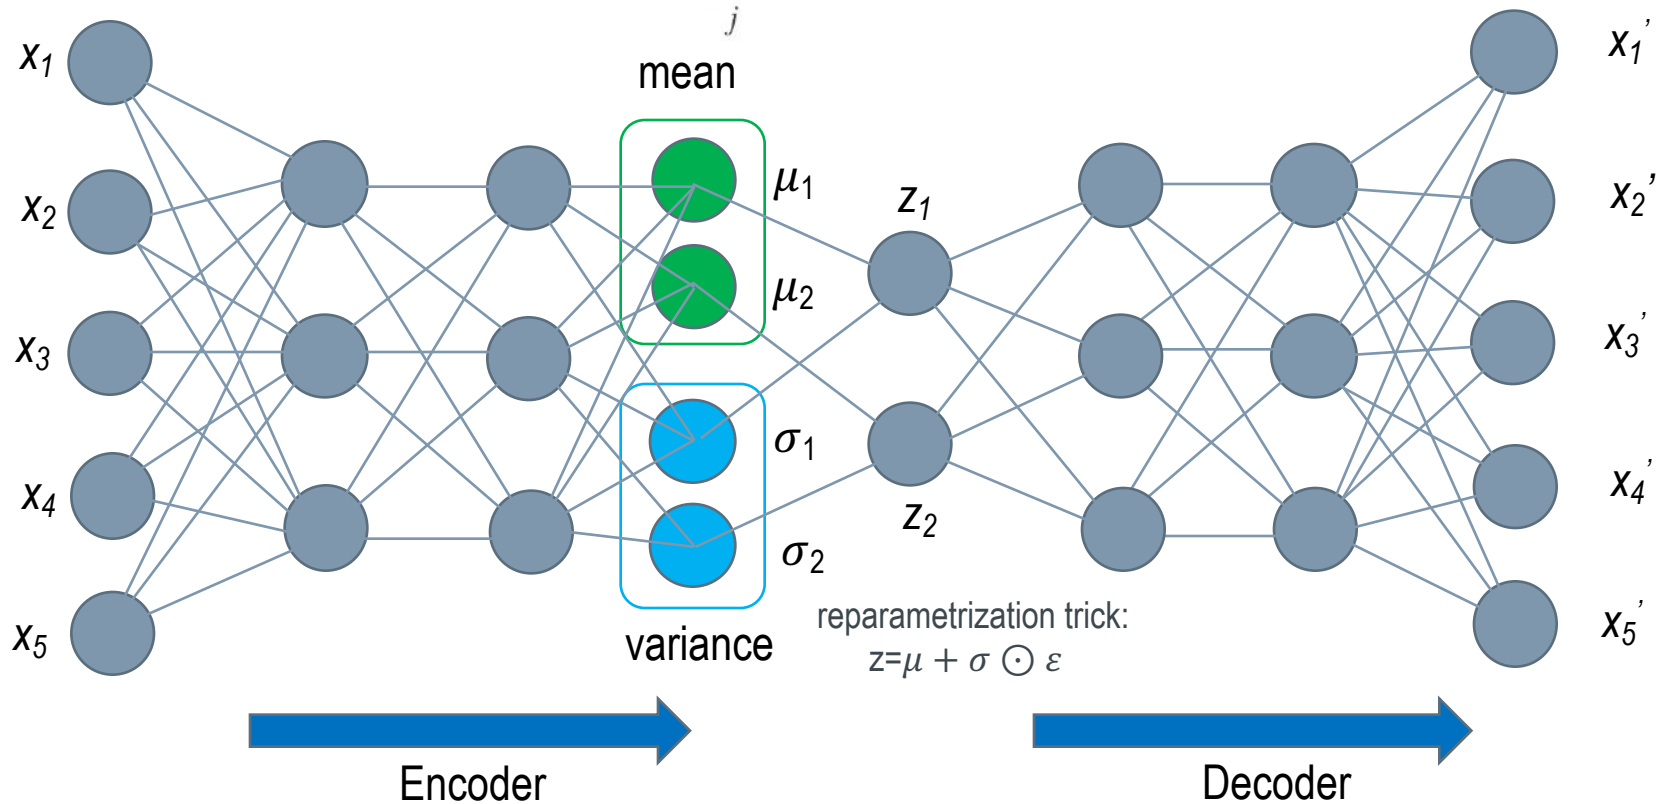 j
mean
x1
x2
x3
x4
x5
μ1
μ2
σ1
σ2
variance
z1
z2
reparametrization trick:
z=μ + σ ⊙ ε
x1'
x2'
x3'
x4'
x5'
Encoder
Decoder